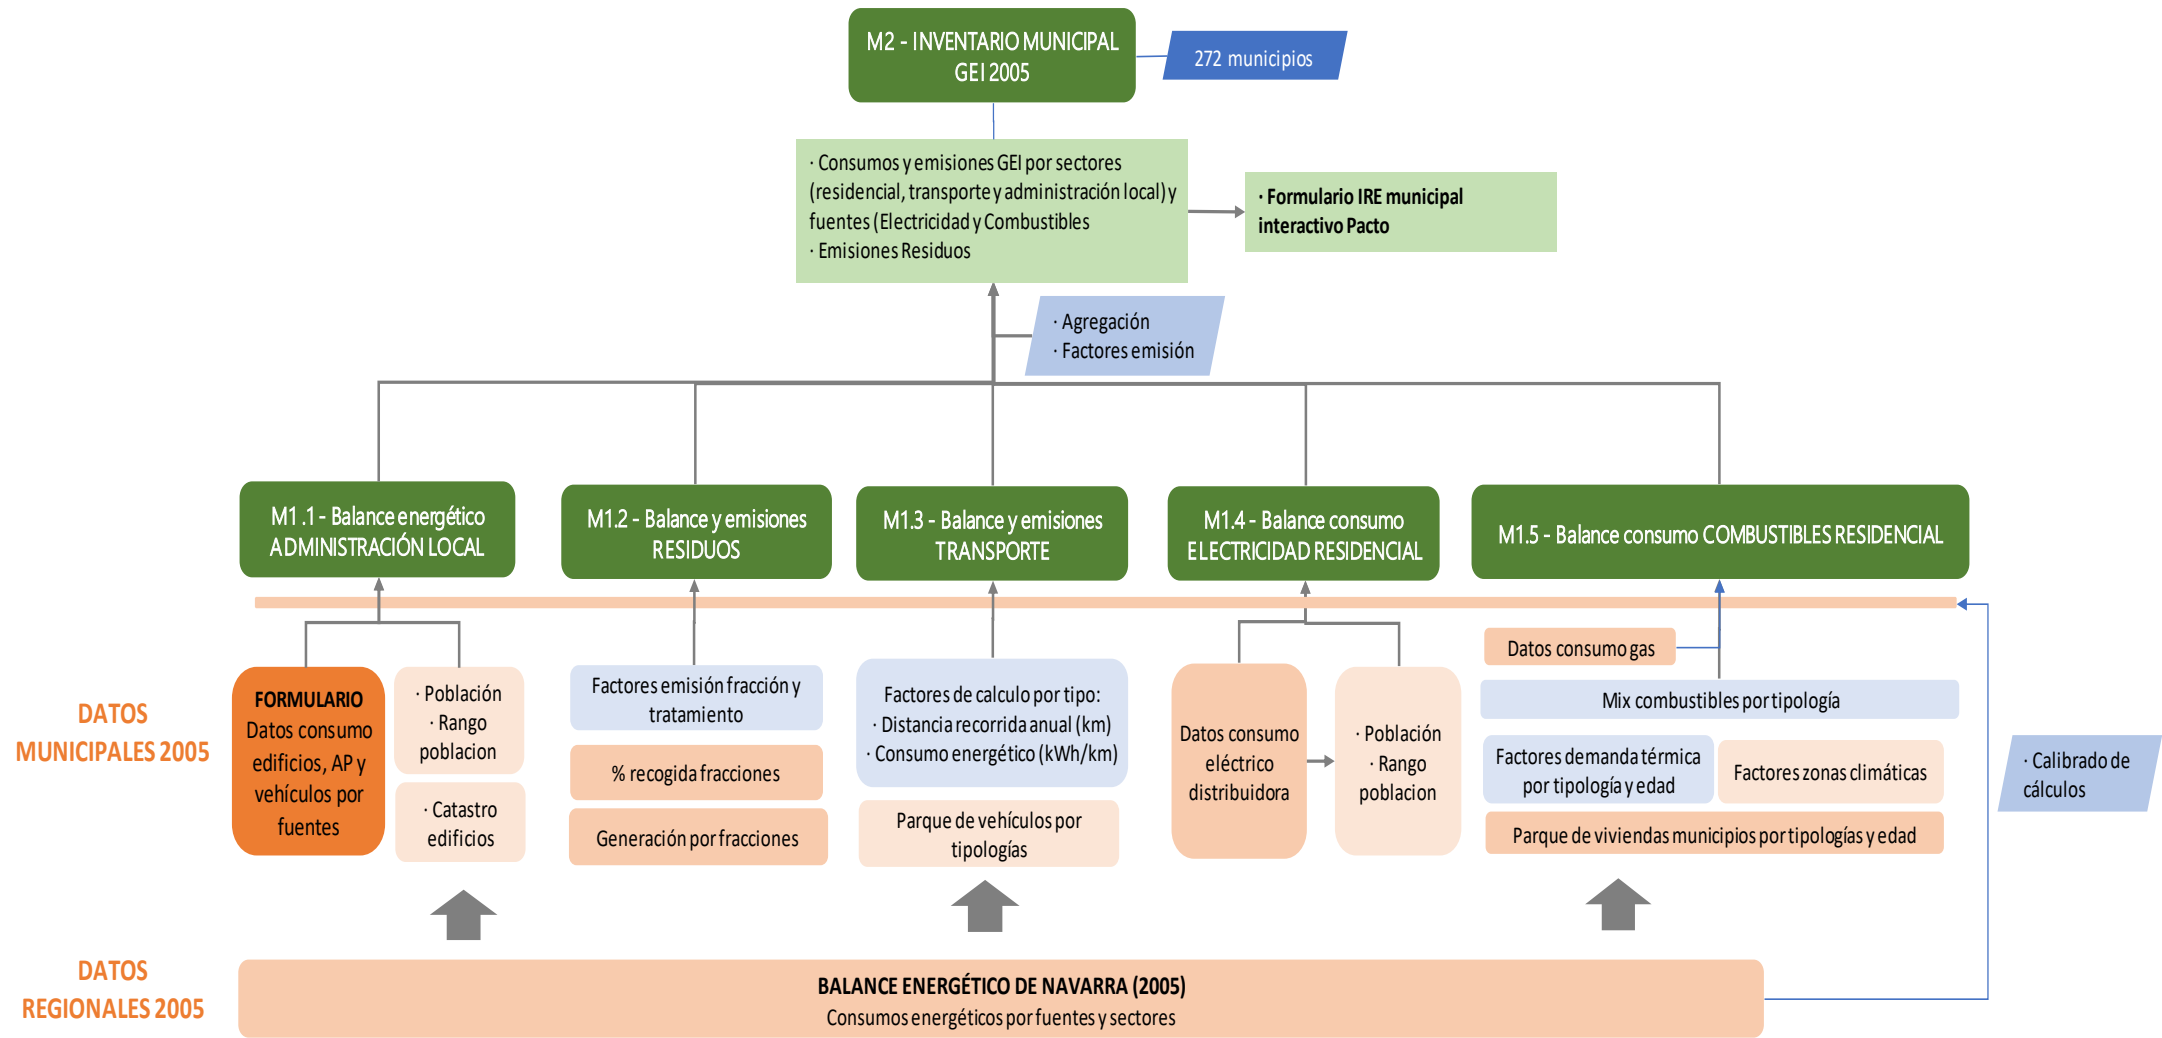 M2 - INVENTARIO MUNICIPAL
GEI 2005
272 municipios
· Consumos y emisiones GEI por sectores
(residencial, transporte y administración local) y
fuentes (Electricidad y Combustibles
· Emisiones Residuos
· Formulario IRE municipal
interactivo Pacto
· Agregación
· Factores emisión
M1.1 - Balance energético
ADMINISTRACIÓN LOCAL
M1.2 - Balance y emisiones
RESIDUOS
M1.3 - Balance y emisiones
TRANSPORTE
M1.4 - Balance consumo
ELECTRICIDAD RESIDENCIAL
M1.5 - Balance consumo COMBUSTIBLES RESIDENCIAL
DATOS
MUNICIPALES 2005
FORMULARIO
Datos consumo
edificios, AP y
vehículos por
fuentes
· Población
· Rango
poblacion
· Catastro
edificios
Factores emisión fracción y
tratamiento
% recogida fracciones
Generación por fracciones
Factores de calculo por tipo:
· Distancia recorrida anual (km)
· Consumo energético (kWh/km)
Parque de vehículos por
tipologías
Datos consumo
eléctrico
distribuidora
· Población
· Rango
poblacion
Datos consumo gas
Mix combustibles por tipología
Factores demanda térmica
por tipología y edad
Factores zonas climáticas
Parque de viviendas municipios por tipologías y edad
· Calibrado de
cálculos
DATOS
REGIONALES 2005
BALANCE ENERGÉTICO DE NAVARRA (2005)
Consumos energéticos por fuentes y sectores